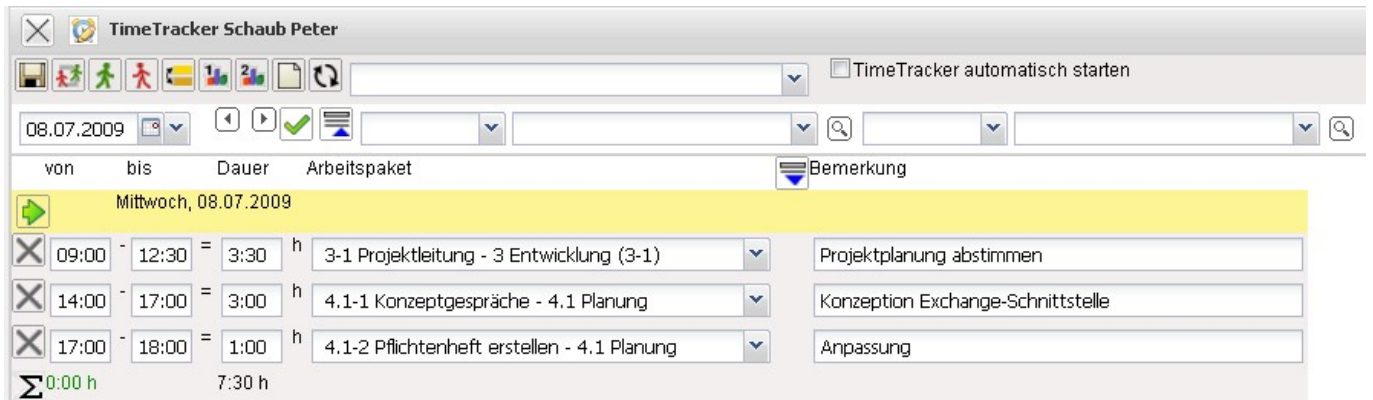 TimeTracker Schaub Peter
1 2 TimeTracker automatisch starten
08.07.2009
von bis Dauer Arbeitspaket Bemerkung
Mittwoch, 08.07.2009
09:00 - 12:30 = 3:30 h 3-1 Projektleitung - 3 Entwicklung (3-1) Projektplanung abstimmen
14:00 - 17:00 = 3:00 h 4.1-1 Konzeptgespräche - 4.1 Planung Konzeption Exchange-Schnittstelle
17:00 - 18:00 = 1:00 h 4.1-2 Pflichtenheft erstellen - 4.1 Planung Anpassung
Σ 0:00 h 7:30 h